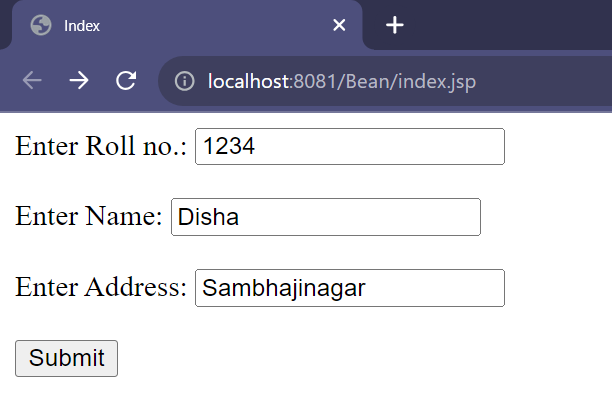 Index
localhost:8081/Bean/index.jsp
Enter Roll no.: 1234
Enter Name: Disha
Enter Address: Sambhajinagar
Submit